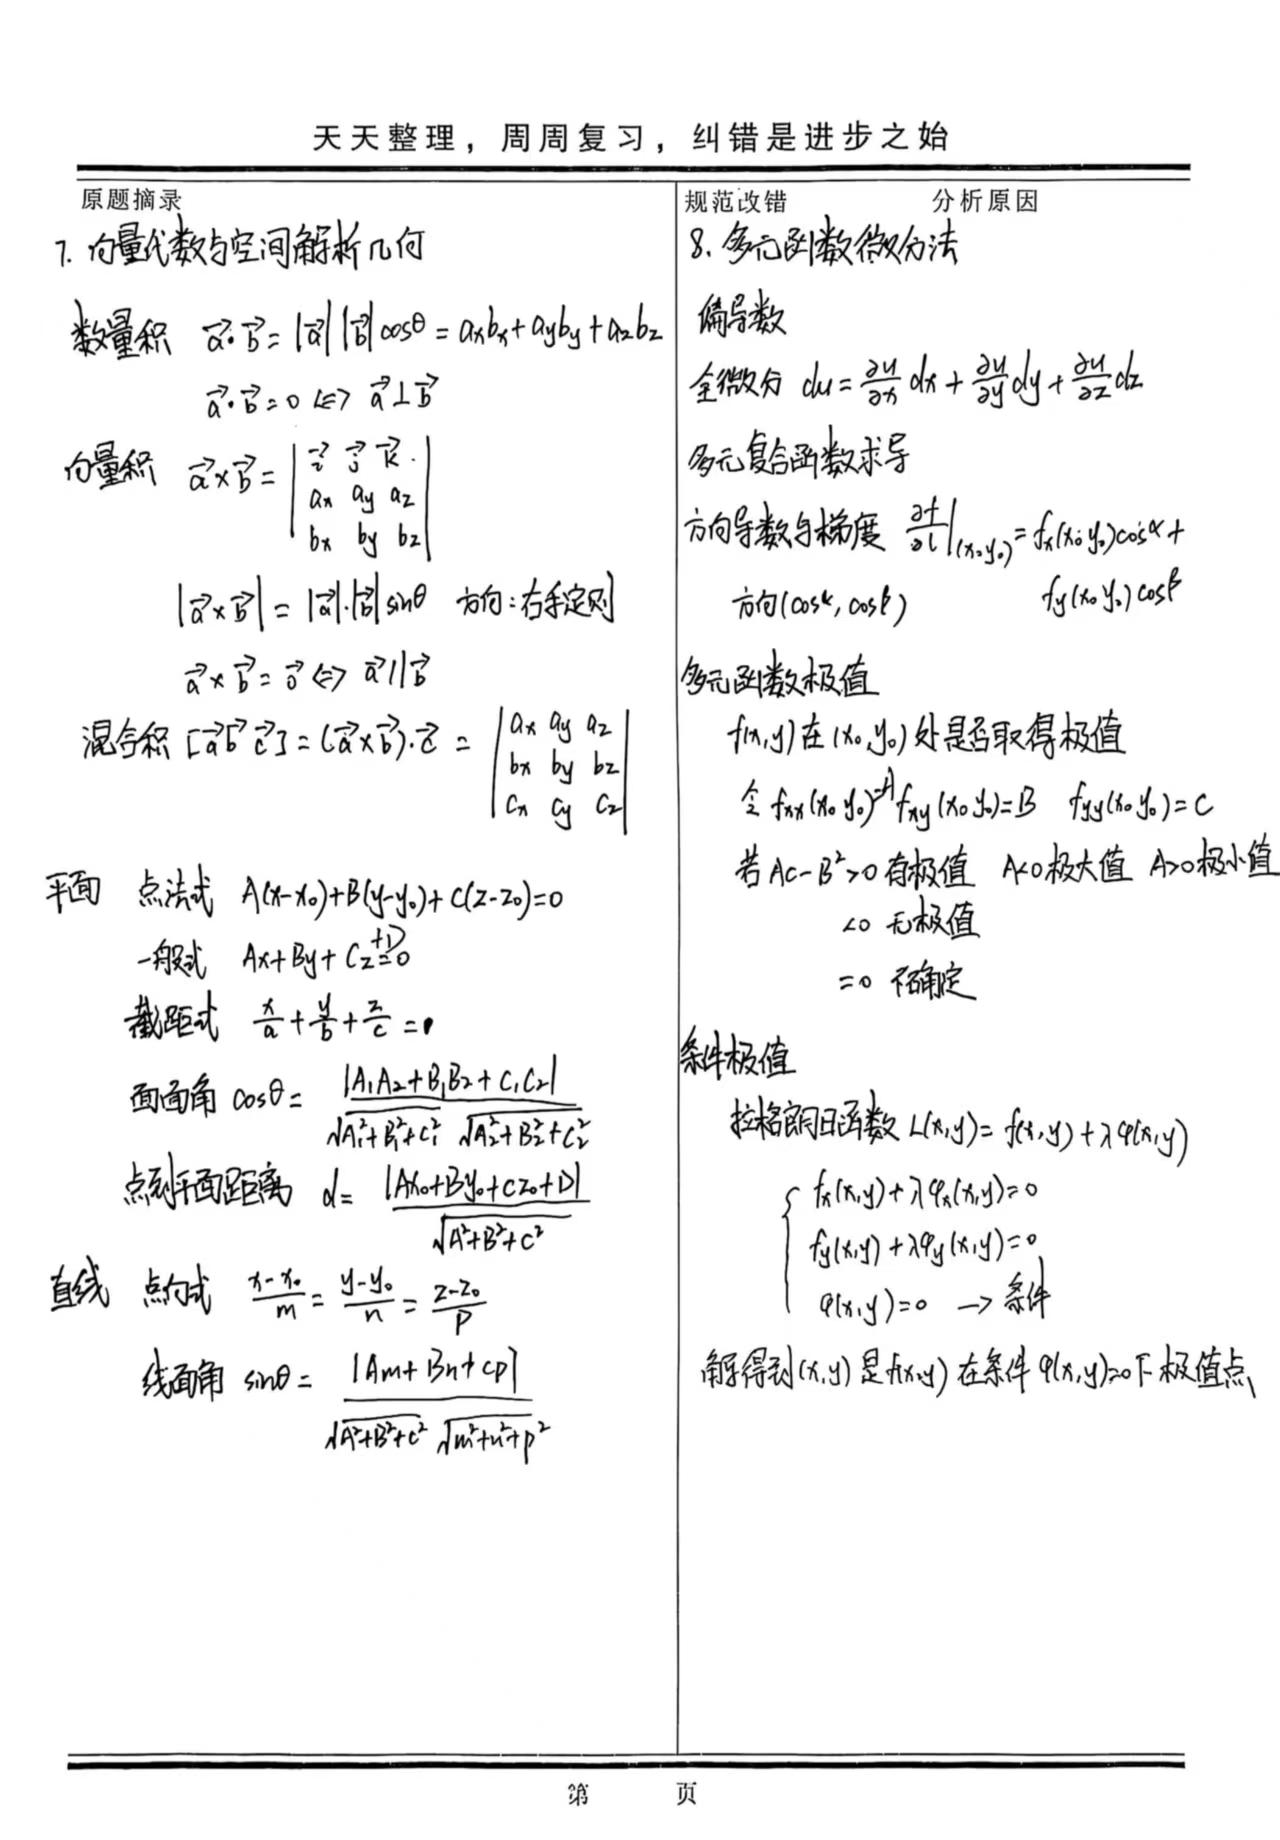 天天整理，周周复习，纠错是进步之始
原题摘录
7. 向量代数与空间解析几何
数量积 $\vec{a}\cdot\vec{b}=|\vec{a}||\vec{b}|\cos\theta=a_xb_x+a_yb_y+a_zb_z$
$\vec{a}\cdot\vec{b}=0 \Leftrightarrow \vec{a}\perp\vec{b}$
向量积 $\vec{a}\times\vec{b}=\begin{vmatrix}\vec{i}&\vec{j}&\vec{k}\\a_x&a_y&a_z\\b_x&b_y&b_z\end{vmatrix}$
$|\vec{a}\times\vec{b}|=|\vec{a}|\cdot|\vec{b}|\sin\theta$ 方向:右手定则
$\vec{a}\times\vec{b}=\vec{0} \Leftrightarrow \vec{a}//\vec{b}$
混合积 $[\vec{a}\vec{b}\vec{c}]=(\vec{a}\times\vec{b})\cdot\vec{c}=\begin{vmatrix}a_x&a_y&a_z\\b_x&b_y&b_z\\c_x&c_y&c_z\end{vmatrix}$
平面 点法式 $A(x-x_0)+B(y-y_0)+C(z-z_0)=0$
一般式 $Ax+By+Cz+D=0$
截距式 $\frac{x}{a}+\frac{y}{b}+\frac{z}{c}=$
面面角 $\cos\theta=\frac{|A_1A_2+B_1B_2+C_1C_2|}{\sqrt{A_1^2+B_1^2+C_1^2}\sqrt{A_2^2+B_2^2+C_2^2}}$
点到平面距离 $d=\frac{|Ax_0+By_0+Cz_0+D|}{\sqrt{A^2+B^2+C^2}}$
直线 点向式 $\frac{x-x_0}{m}=\frac{y-y_0}{n}=\frac{z-z_0}{p}$
线面角 $\sin\theta=\frac{|Am+Bn+Cp|}{\sqrt{A^2+B^2+C^2}\sqrt{m^2+n^2+p^2}}$
规范改错 分析原因
8. 多元函数微分法
偏导数
全微分 $du=\frac{\partial u}{\partial x}dx+\frac{\partial u}{\partial y}dy+\frac{\partial u}{\partial z}dz$
多元复合函数求导
方向导数与梯度 $\frac{\partial f}{\partial l}|_{(x_0,y_0)}=f_x(x_0,y_0)\cos\alpha+$
方向$(\cos\alpha,\cos\beta)$ $f_y(x_0,y_0)\cos\beta$
多元函数极值
$f(x,y)$在$(x_0,y_0)$处是否取得极值
令 $f_{xx}(x_0,y_0)=A$ $f_{xy}(x_0,y_0)=B$ $f_{yy}(x_0,y_0)=C$
若 $AC-B^2>0$ 有极值 $A<0$极大值 $A>0$极小值
$<0$ 无极值
$=0$ 不确定
条件极值
拉格朗日函数 $L(x,y)=f(x,y)+\lambda\varphi(x,y)$
$f_x(x,y)+\lambda\varphi_x(x,y)=0$
$f_y(x,y)+\lambda\varphi_y(x,y)=0$
$\varphi(x,y)=0$ → 条件
解得到$(x,y)$是$f(x,y)$在条件$\varphi(x,y)=0$下极值点
第 页